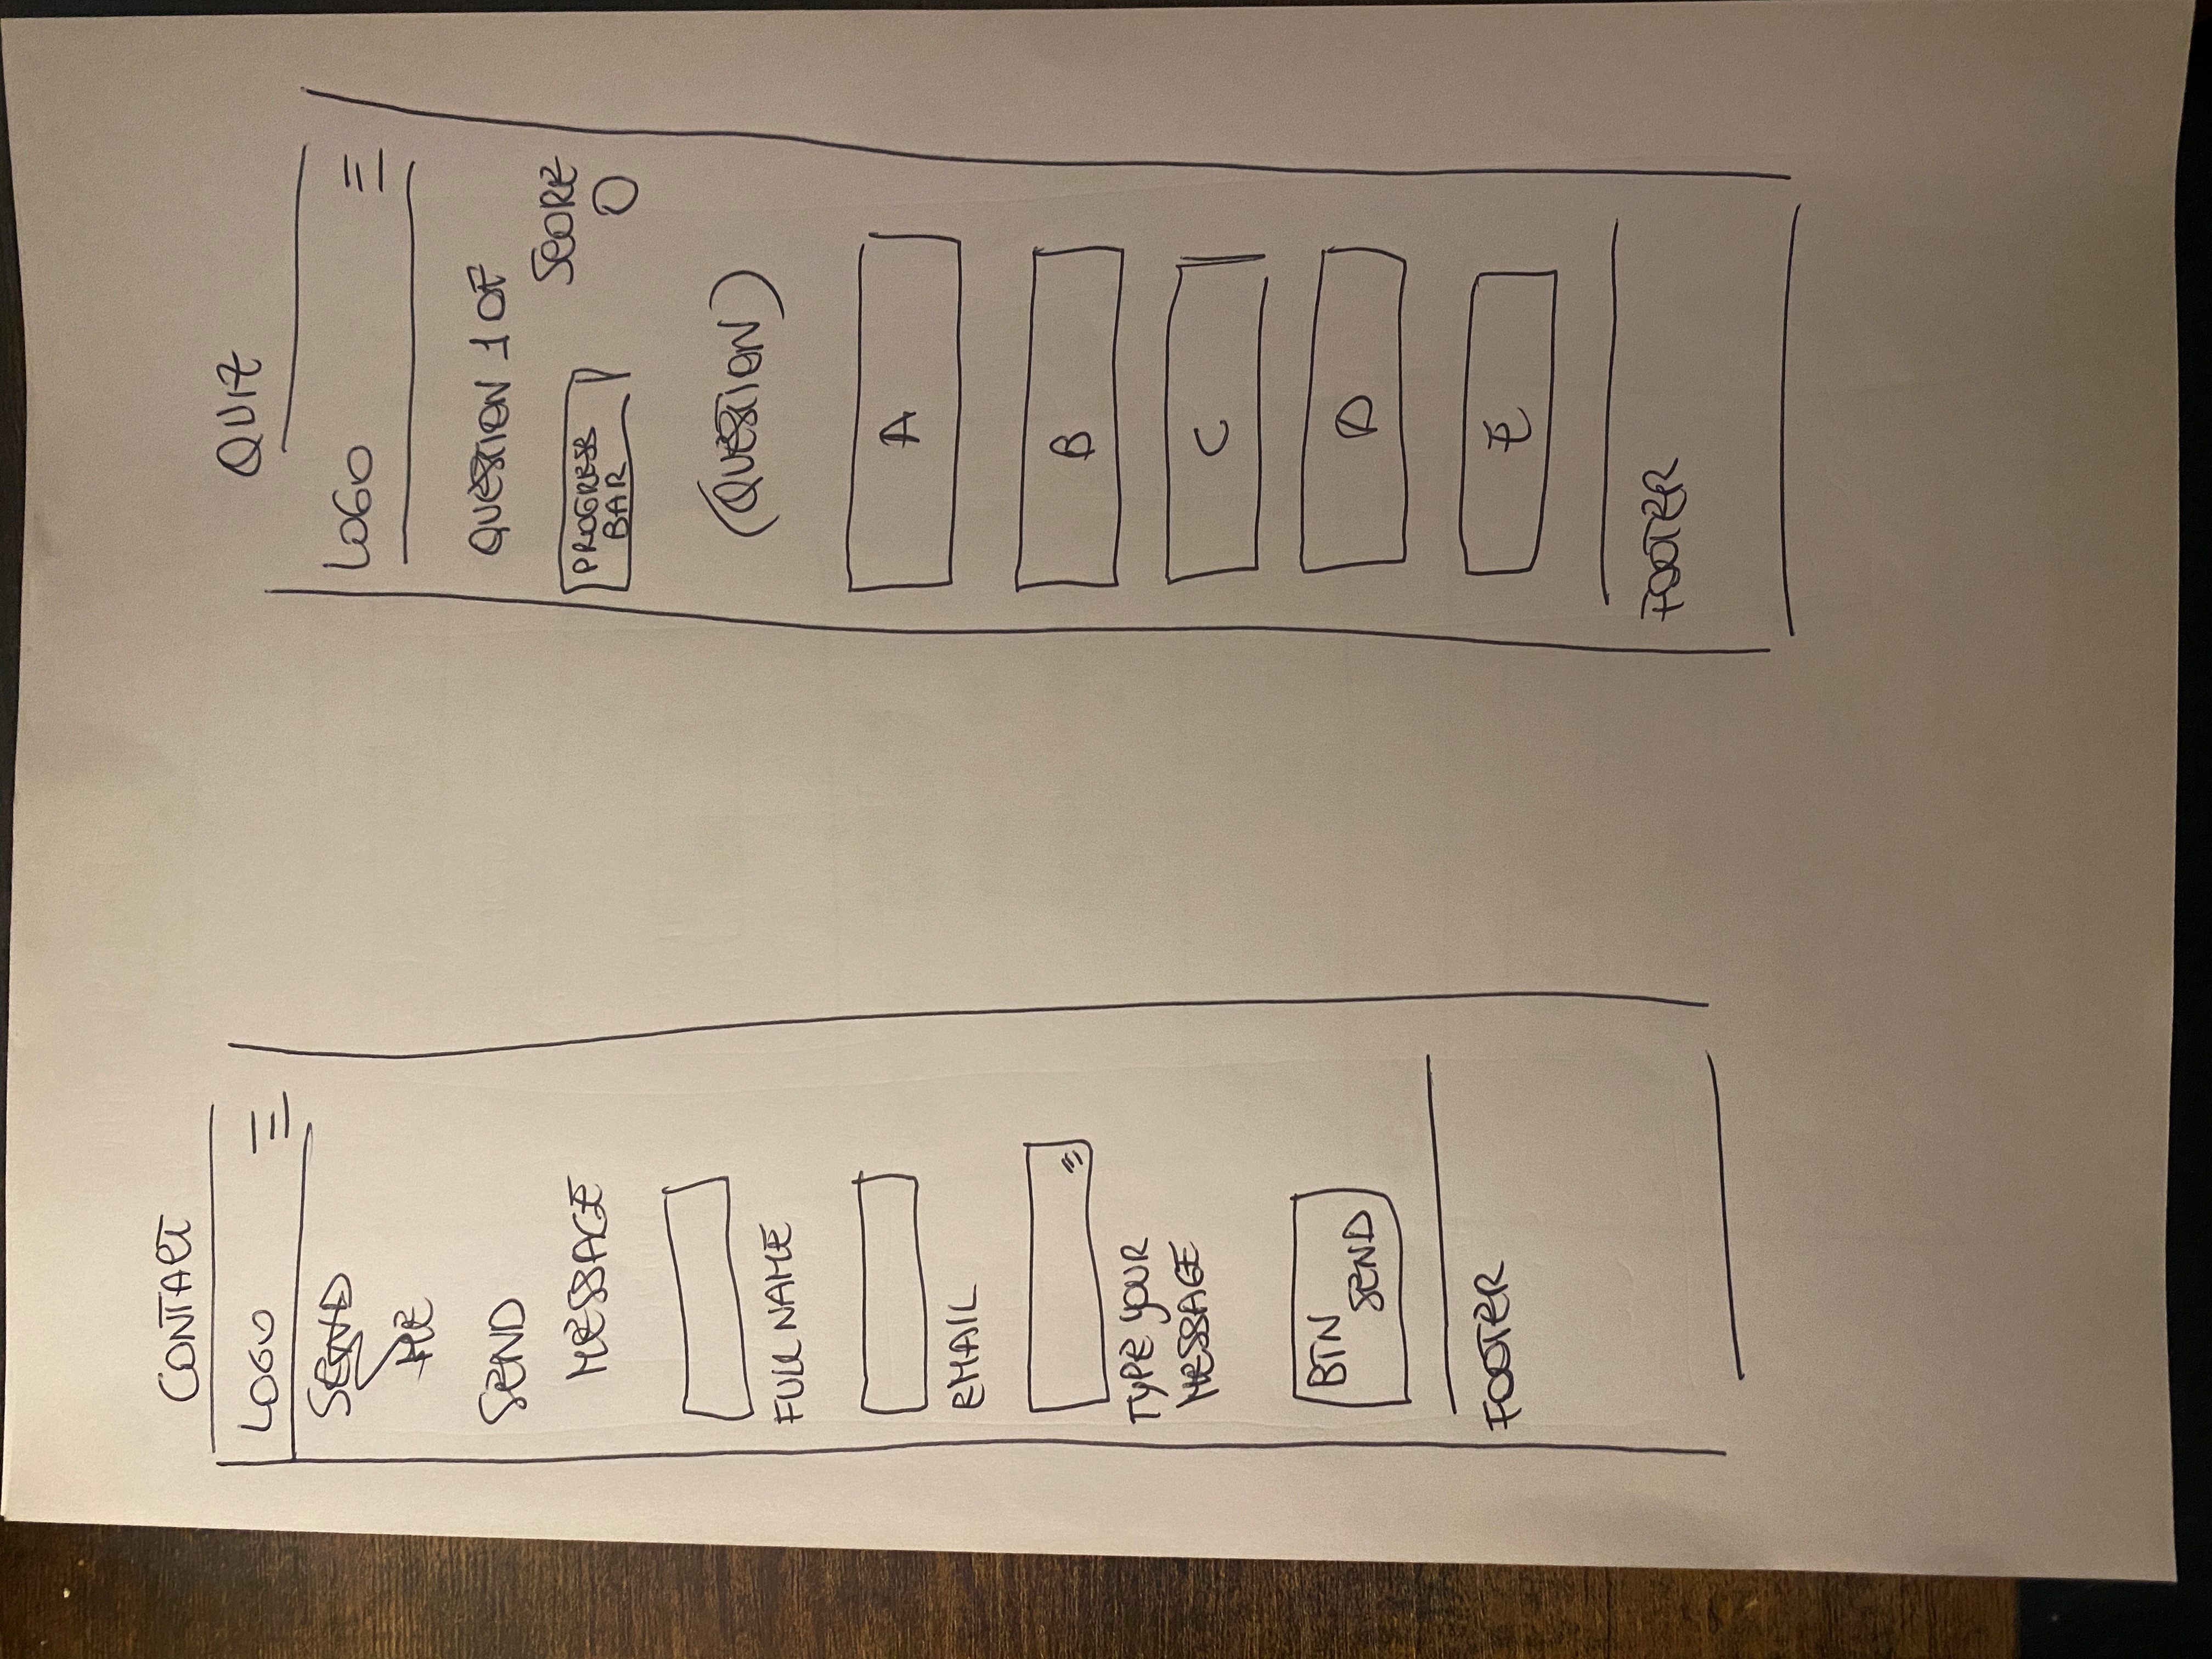 CONTACT
LOGO
SEND
ME
SEND
MESSAGE
FULL NAME
EMAIL
TYPE YOUR
MESSAGE
BTN
SEND
FOOTER
QUIZ
LOGO
QUESTION 1 OF
PROGRESS
BAR
SCORE
0
(QUESTION)
A
B
C
D
E
FOOTER